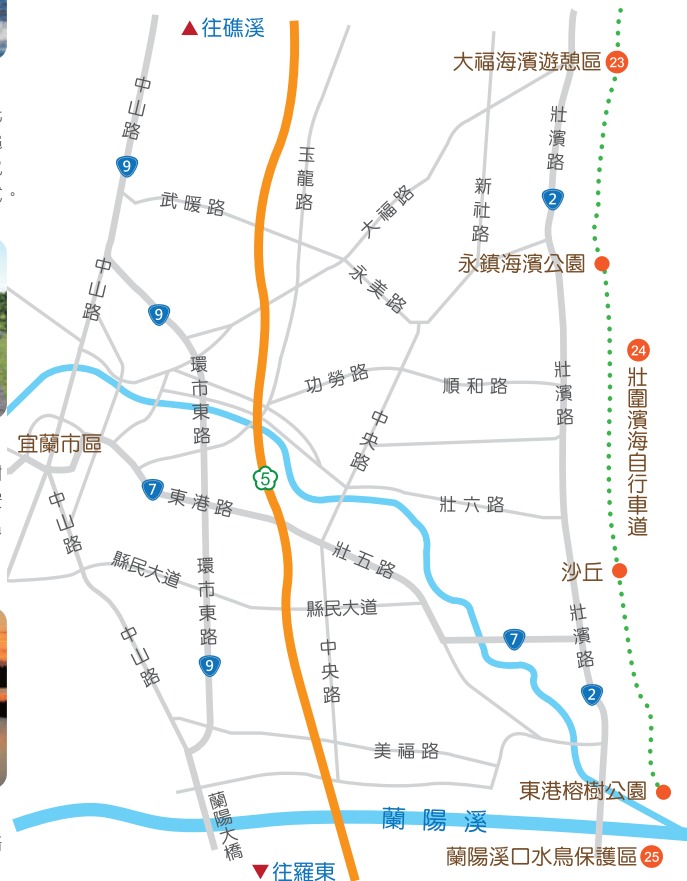 往礁溪
大福海濱遊憩區 23
中山路
9
玉龍路
壯濱路
武暖路
大福路
新社路
2
永鎮海濱公園
中山路
永美路
9
24
壯圍濱海自行車道
環市東路
功勞路
順和路
壯濱路
中央路
宜蘭市區
5
7
東港路
壯六路
中山路
壯五路
沙丘
縣民大道
環市東路
縣民大道
壯濱路
中山路
7
9
中央路
2
美福路
東港榕樹公園
蘭陽大橋
蘭陽溪
蘭陽溪口水鳥保護區 25
往羅東